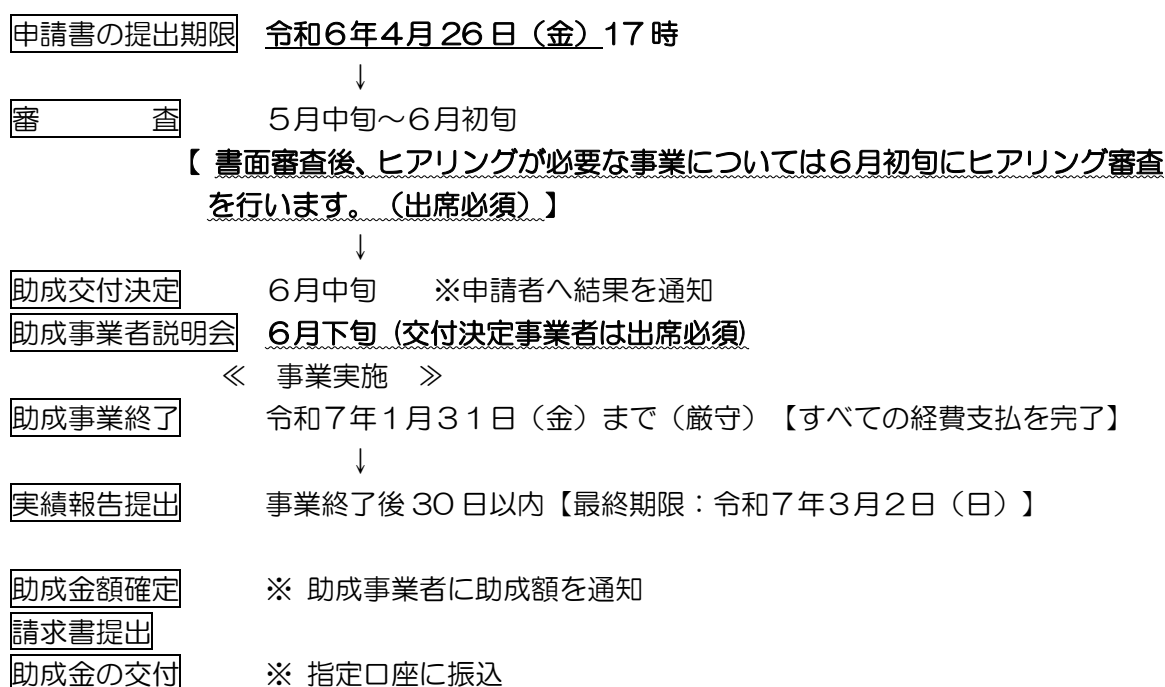 申請書の提出期限 令和6年4月26日（金）17時
↓
審 査 5月中旬～6月初旬
【 書面審査後、ヒアリングが必要な事業については6月初旬にヒアリング審査
を行います。（出席必須）】
↓
助成交付決定 6月中旬 ※申請者へ結果を通知
助成事業者説明会 6月下旬（交付決定事業者は出席必須）
≪ 事業実施 ≫
助成事業終了 令和７年１月３１日（金）まで（厳守）【すべての経費支払を完了】
↓
実績報告提出 事業終了後30日以内【最終期限：令和７年３月２日（日）】
助成金額確定 ※ 助成事業者に助成額を通知
請求書提出
助成金の交付 ※ 指定口座に振込